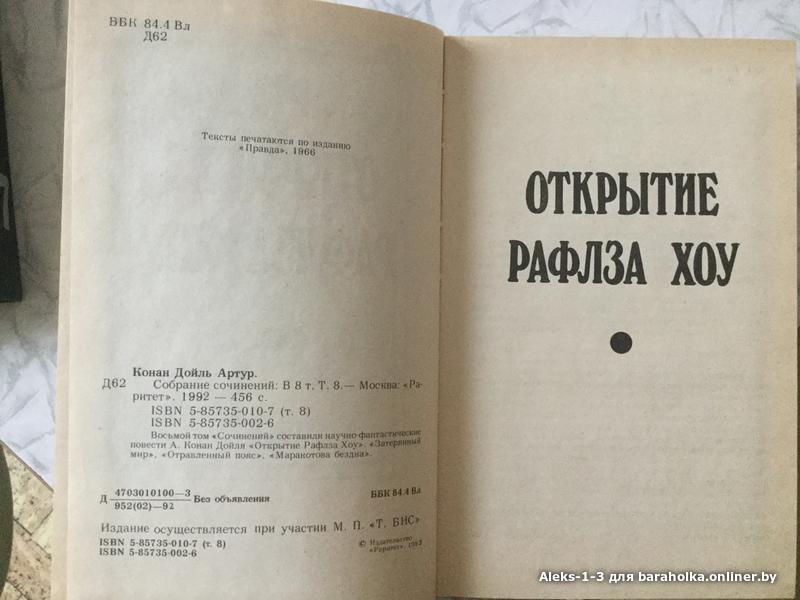 ББК 84.4 Вл
Д62
Тексты печатаются по изданию
«Правда», 1966
Конан Дойль Артур.
Д62 Собрание сочинений: В 8 т. Т. 8.— Москва: «Ра-
ритет». 1992 — 456 с.
ISBN 5-85735-010-7 (т. 8)
ISBN 5-85735-002-6
Восьмой том «Сочинений» составили научно-фантастические
повести А. Конан Дойля «Открытие Рафлза Хоу», «Затерянный
мир», «Отравленный пояс», «Маракотова бездна».
Д 4703010100—3 Без объявления
952(02)—92
ББК 84.4 Вл
Издание осуществляется при участии М. П. «Т. БНС»
ISBN 5-85735-010-7 (т. 8)
ISBN 5-85735-002-6
© Издательство
«Раритет», 1992
ОТКРЫТИЕ
РАФЛЗА ХОУ
Aleks-1-3 для baraholka.onliner.by